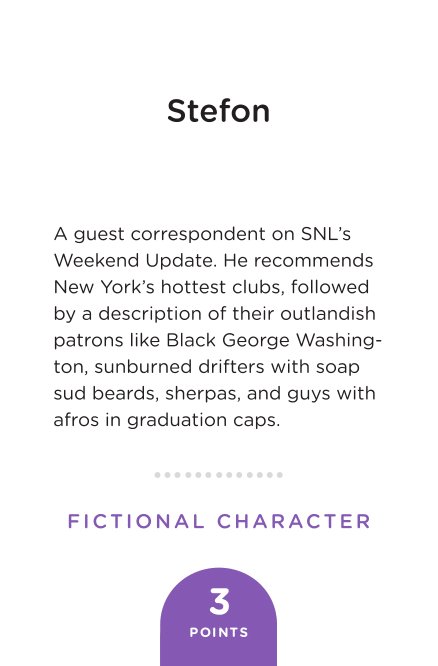 Stefon
A guest correspondent on SNL’s
Weekend Update. He recommends
New York’s hottest clubs, followed
by a description of their outlandish
patrons like Black George Washing-
ton, sunburned drifters with soap
sud beards, sherpas, and guys with
afros in graduation caps.
FICTIONAL CHARACTER
3
POINTS